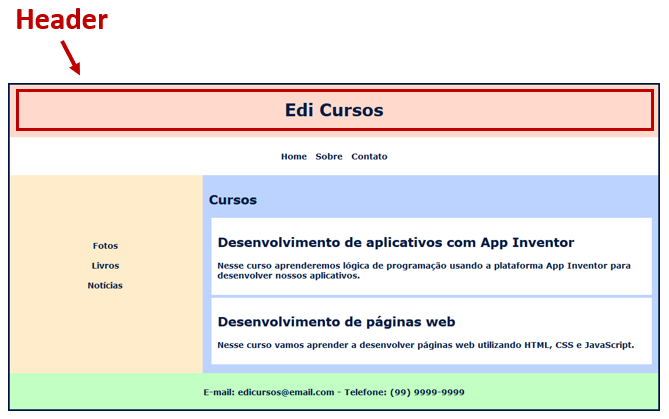 Header
Edi Cursos
Home Sobre Contato
Fotos
Livros
Notícias
Cursos
Desenvolvimento de aplicativos com App Inventor
Nesse curso aprenderemos lógica de programação usando a plataforma App Inventor para
desenvolver nossos aplicativos.
Desenvolvimento de páginas web
Nesse curso vamos aprender a desenvolver páginas web utilizando HTML, CSS e JavaScript.
E-mail: edicursos@email.com - Telefone: (99) 9999-9999